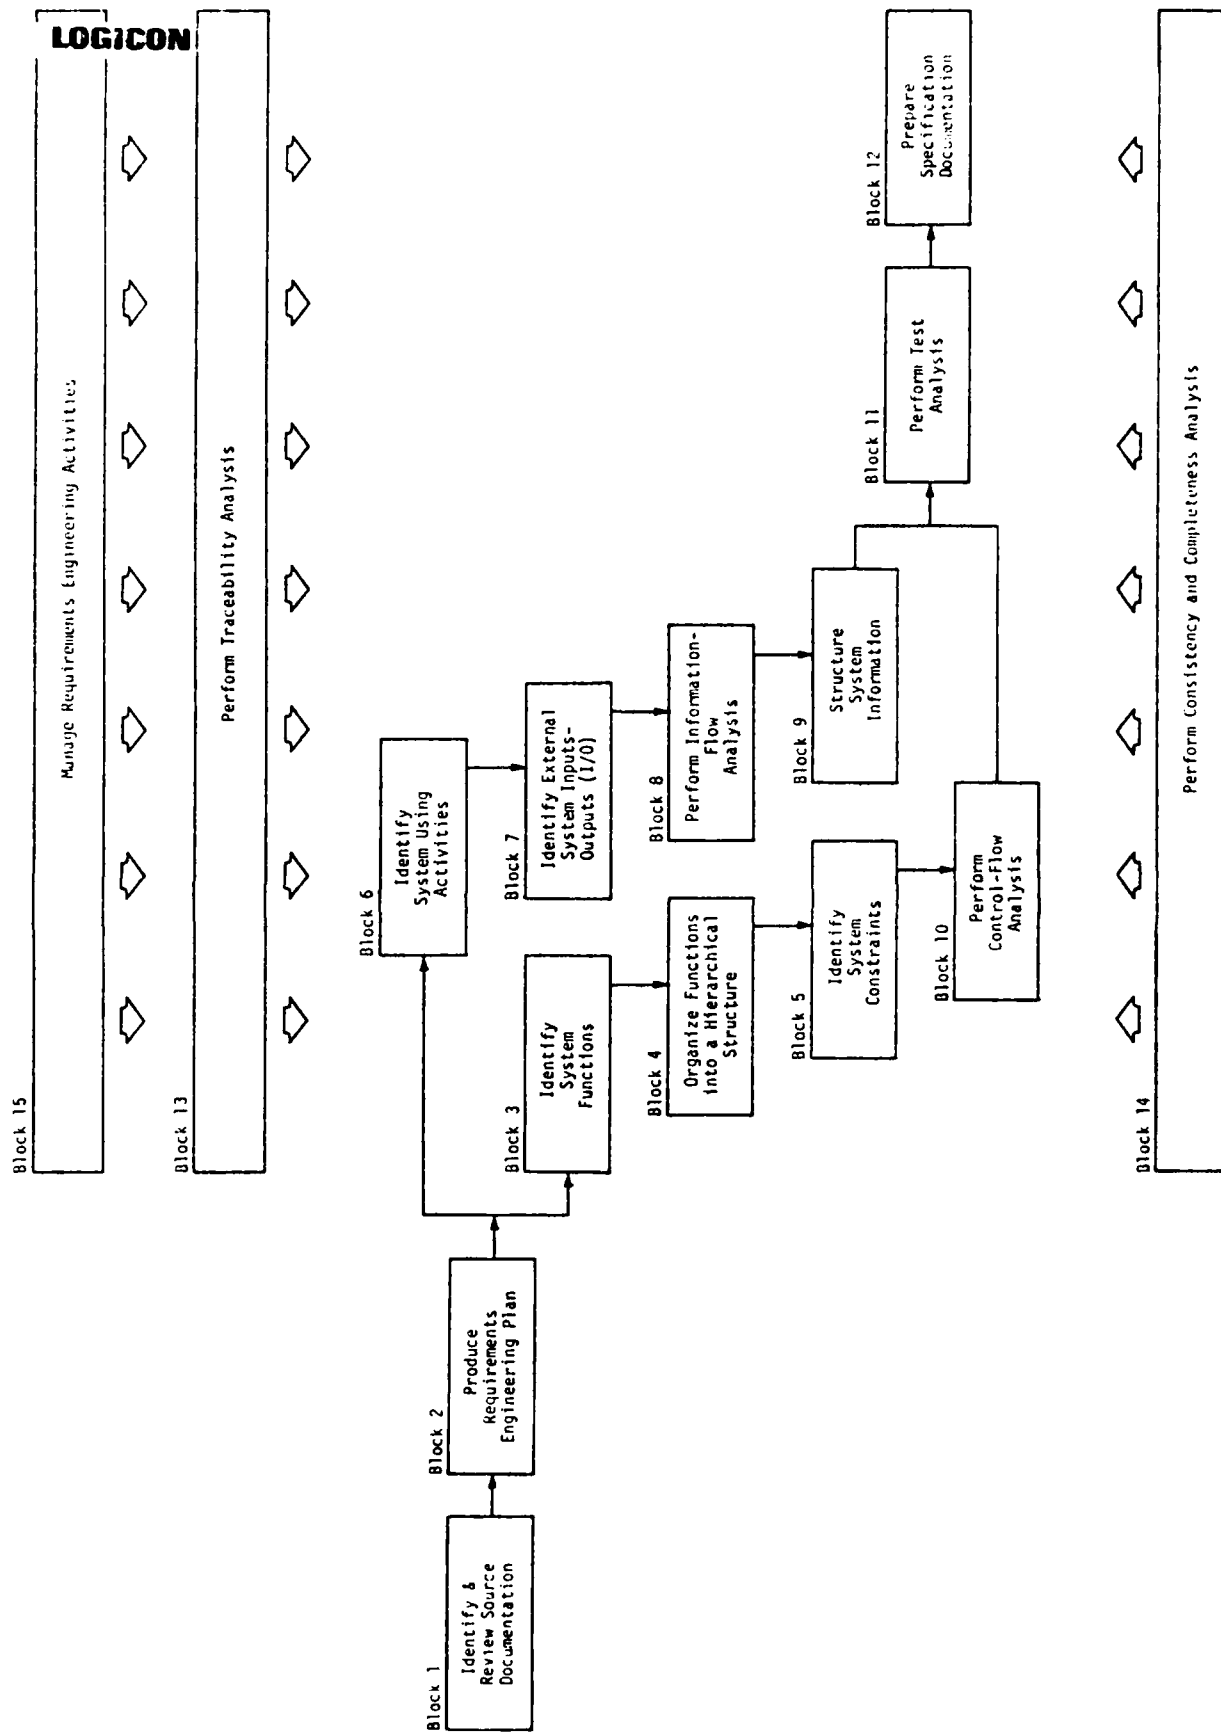 LOGICON
Block 15
Manage Requirements Engineering Activities
Block 13
Perform Traceability Analysis
Block 1
Identify &
Review Source
Documentation
Block 2
Produce
Requirements
Engineering Plan
Block 6
Identify
System Using
Activities
Block 3
Identify
System
Functions
Block 7
Identify External
System Inputs-
Outputs (I/O)
Block 4
Organize Functions
into a Hierarchical
Structure
Block 8
Perform Information-
Flow
Analysis
Block 5
Identify
System
Constraints
Block 9
Structure
System
Information
Block 10
Perform
Control-Flow
Analysis
Block 11
Perform Test
Analysis
Block 12
Prepare
Specification
Documentation
Block 14
Perform Consistency and Completeness Analysis